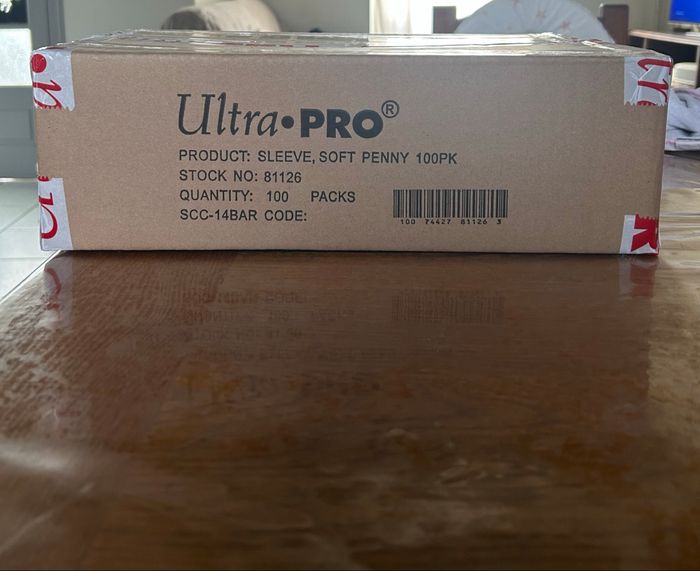 Ultra•PRO®
PRODUCT: SLEEVE, SOFT PENNY 100PK
STOCK NO: 81126
QUANTITY: 100 PACKS
SCC-14BAR CODE:
100 74427 81126 3